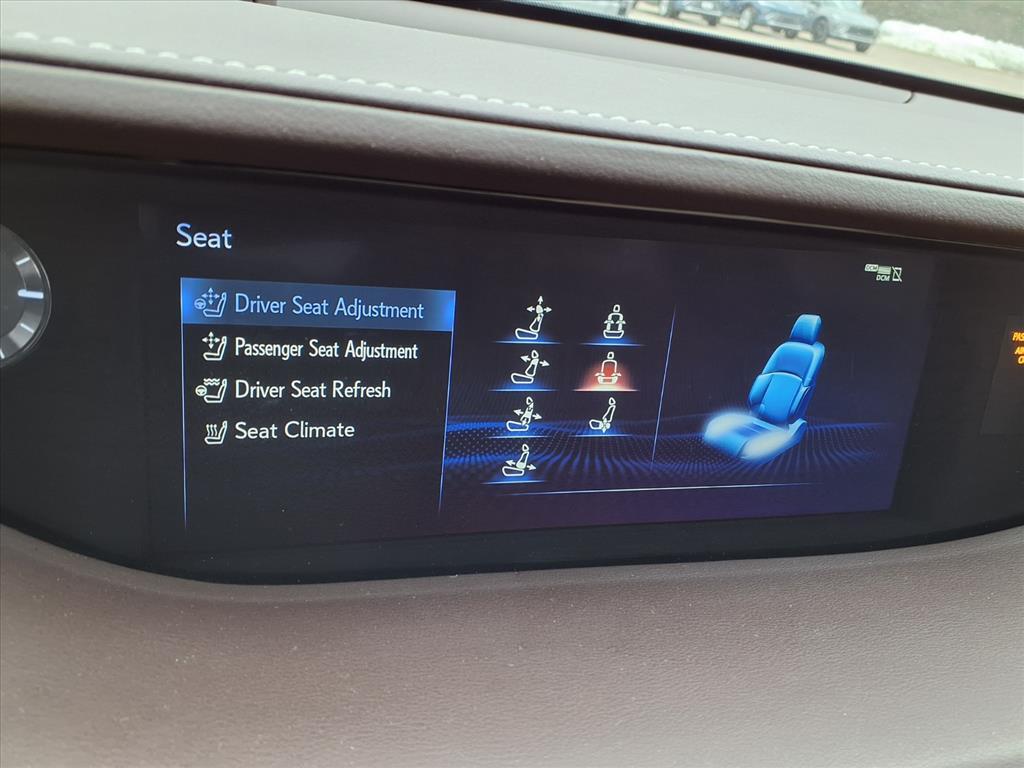 Seat
DCM
Driver Seat Adjustment
Passenger Seat Adjustment
Driver Seat Refresh
Seat Climate